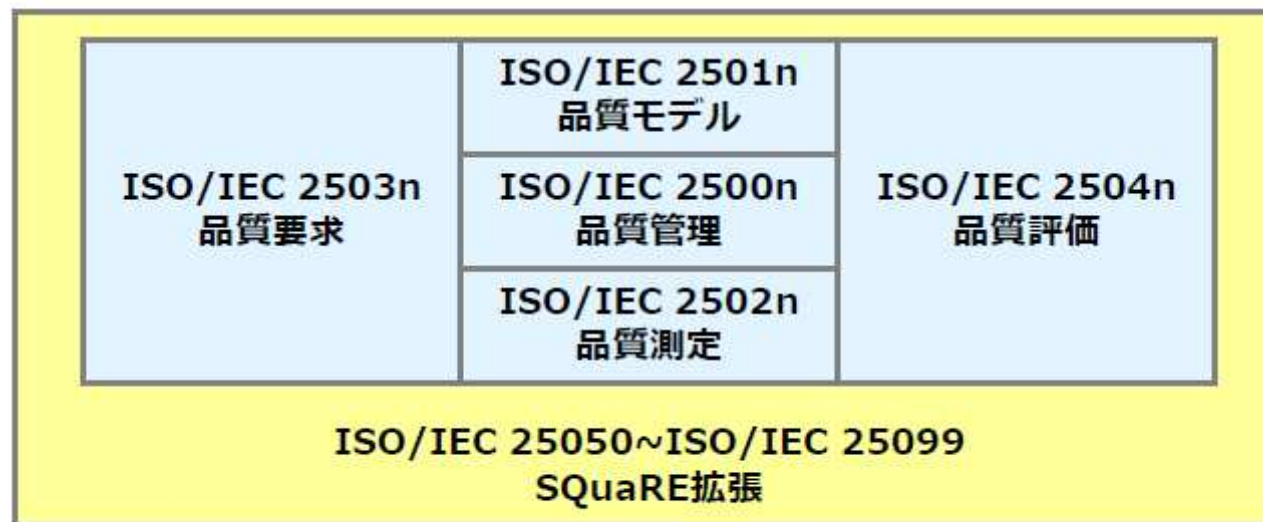 ISO/IEC 2503n
品質要求
ISO/IEC 2501n
品質モデル
ISO/IEC 2500n
品質管理
ISO/IEC 2502n
品質測定
ISO/IEC 2504n
品質評価
ISO/IEC 25050~ISO/IEC 25099
SQuaRE拡張